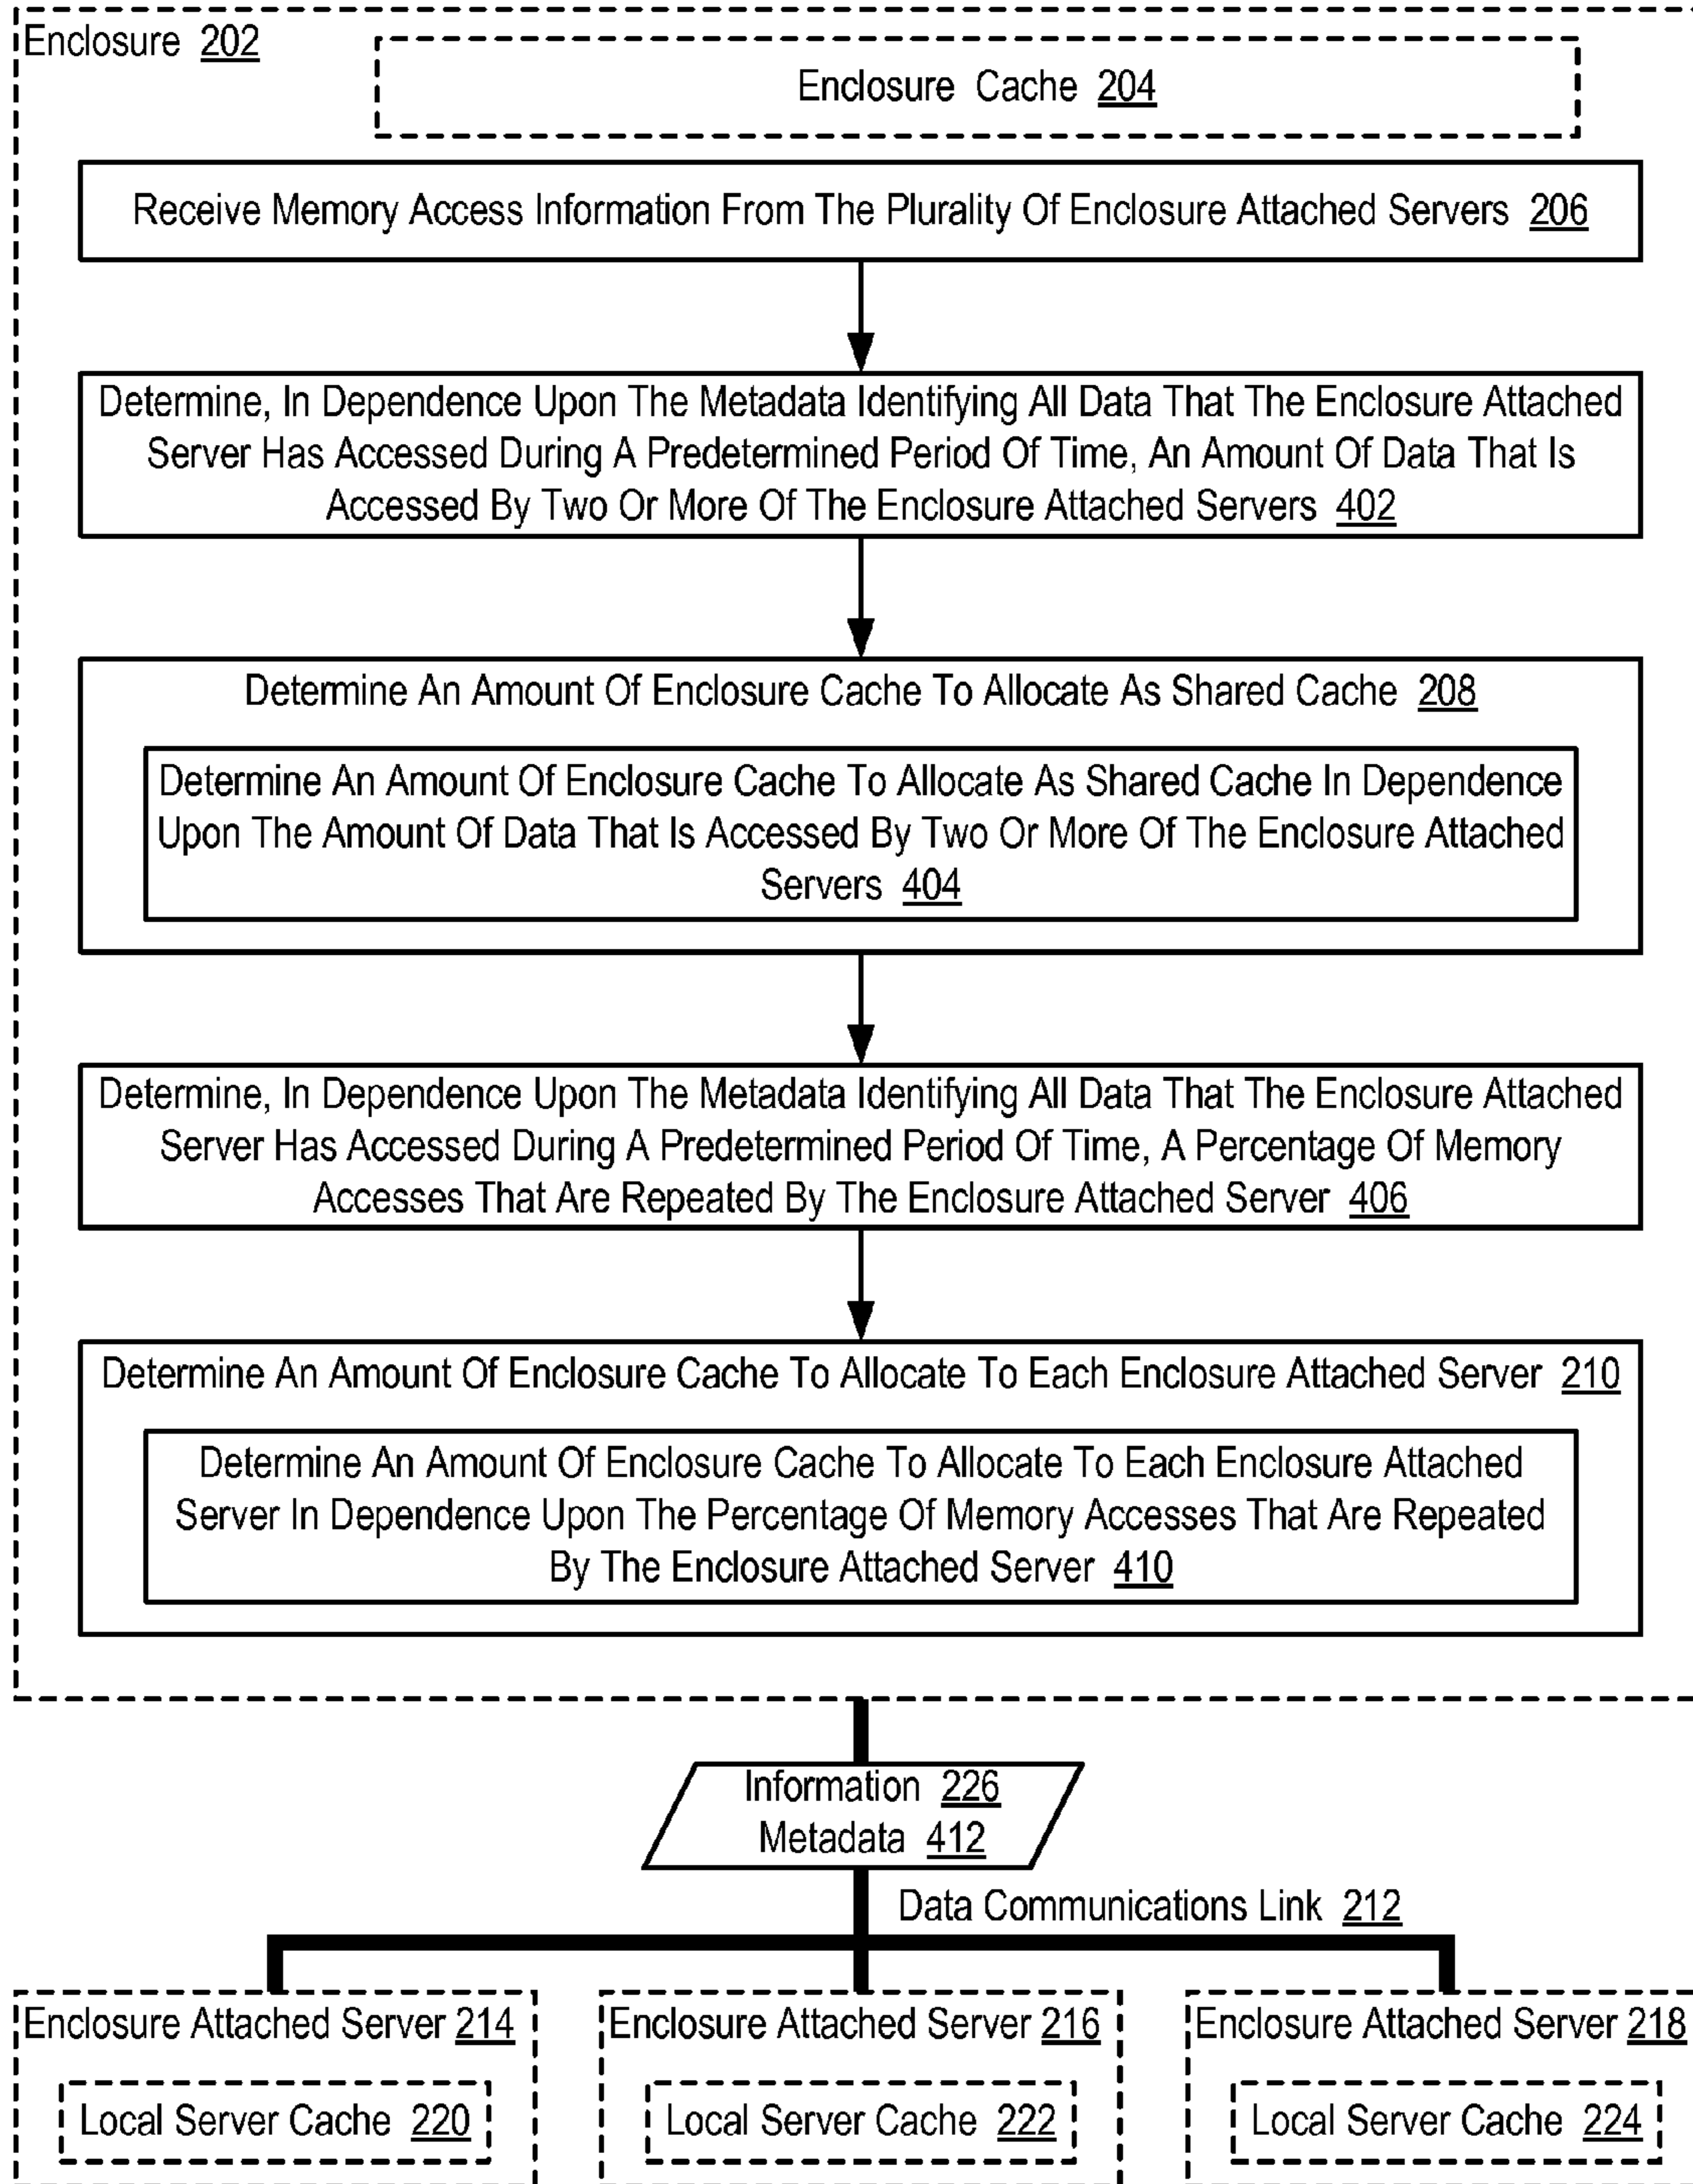 Enclosure 202
Enclosure Cache 204
Receive Memory Access Information From The Plurality Of Enclosure Attached Servers 206
Determine, In Dependence Upon The Metadata Identifying All Data That The Enclosure Attached
Server Has Accessed During A Predetermined Period Of Time, An Amount Of Data That Is
Accessed By Two Or More Of The Enclosure Attached Servers 402
Determine An Amount Of Enclosure Cache To Allocate As Shared Cache 208
Determine An Amount Of Enclosure Cache To Allocate As Shared Cache In Dependence
Upon The Amount Of Data That Is Accessed By Two Or More Of The Enclosure Attached
Servers 404
Determine, In Dependence Upon The Metadata Identifying All Data That The Enclosure Attached
Server Has Accessed During A Predetermined Period Of Time, A Percentage Of Memory
Accesses That Are Repeated By The Enclosure Attached Server 406
Determine An Amount Of Enclosure Cache To Allocate To Each Enclosure Attached Server 210
Determine An Amount Of Enclosure Cache To Allocate To Each Enclosure Attached
Server In Dependence Upon The Percentage Of Memory Accesses That Are Repeated
By The Enclosure Attached Server 410
Information 226
Metadata 412
Data Communications Link 212
Enclosure Attached Server 214
Local Server Cache 220
Enclosure Attached Server 216
Local Server Cache 222
Enclosure Attached Server 218
Local Server Cache 224